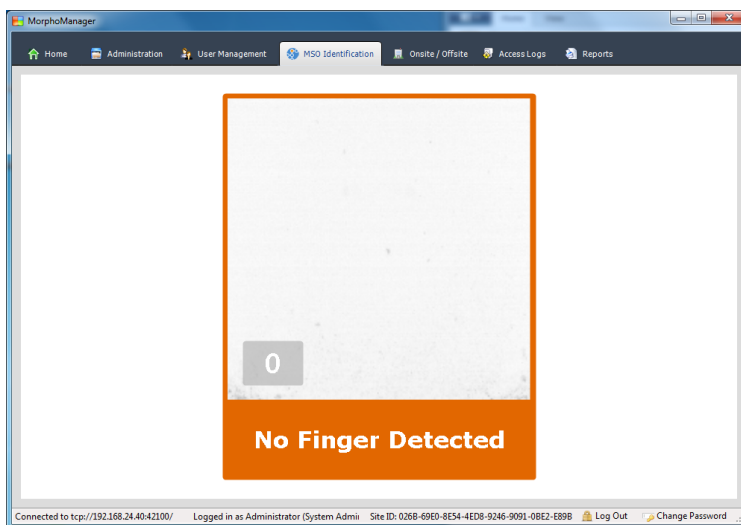 MorphoManager
Home Administration User Management MSO Identification Onsite / Offsite Access Logs Reports
0
No Finger Detected
Connected to tcp://192.168.24.40:42100/ Logged in as Administrator (System Admi Site ID: 026B-69E0-8E54-4ED8-9246-9091-0BE2-E89B Log Out Change Password